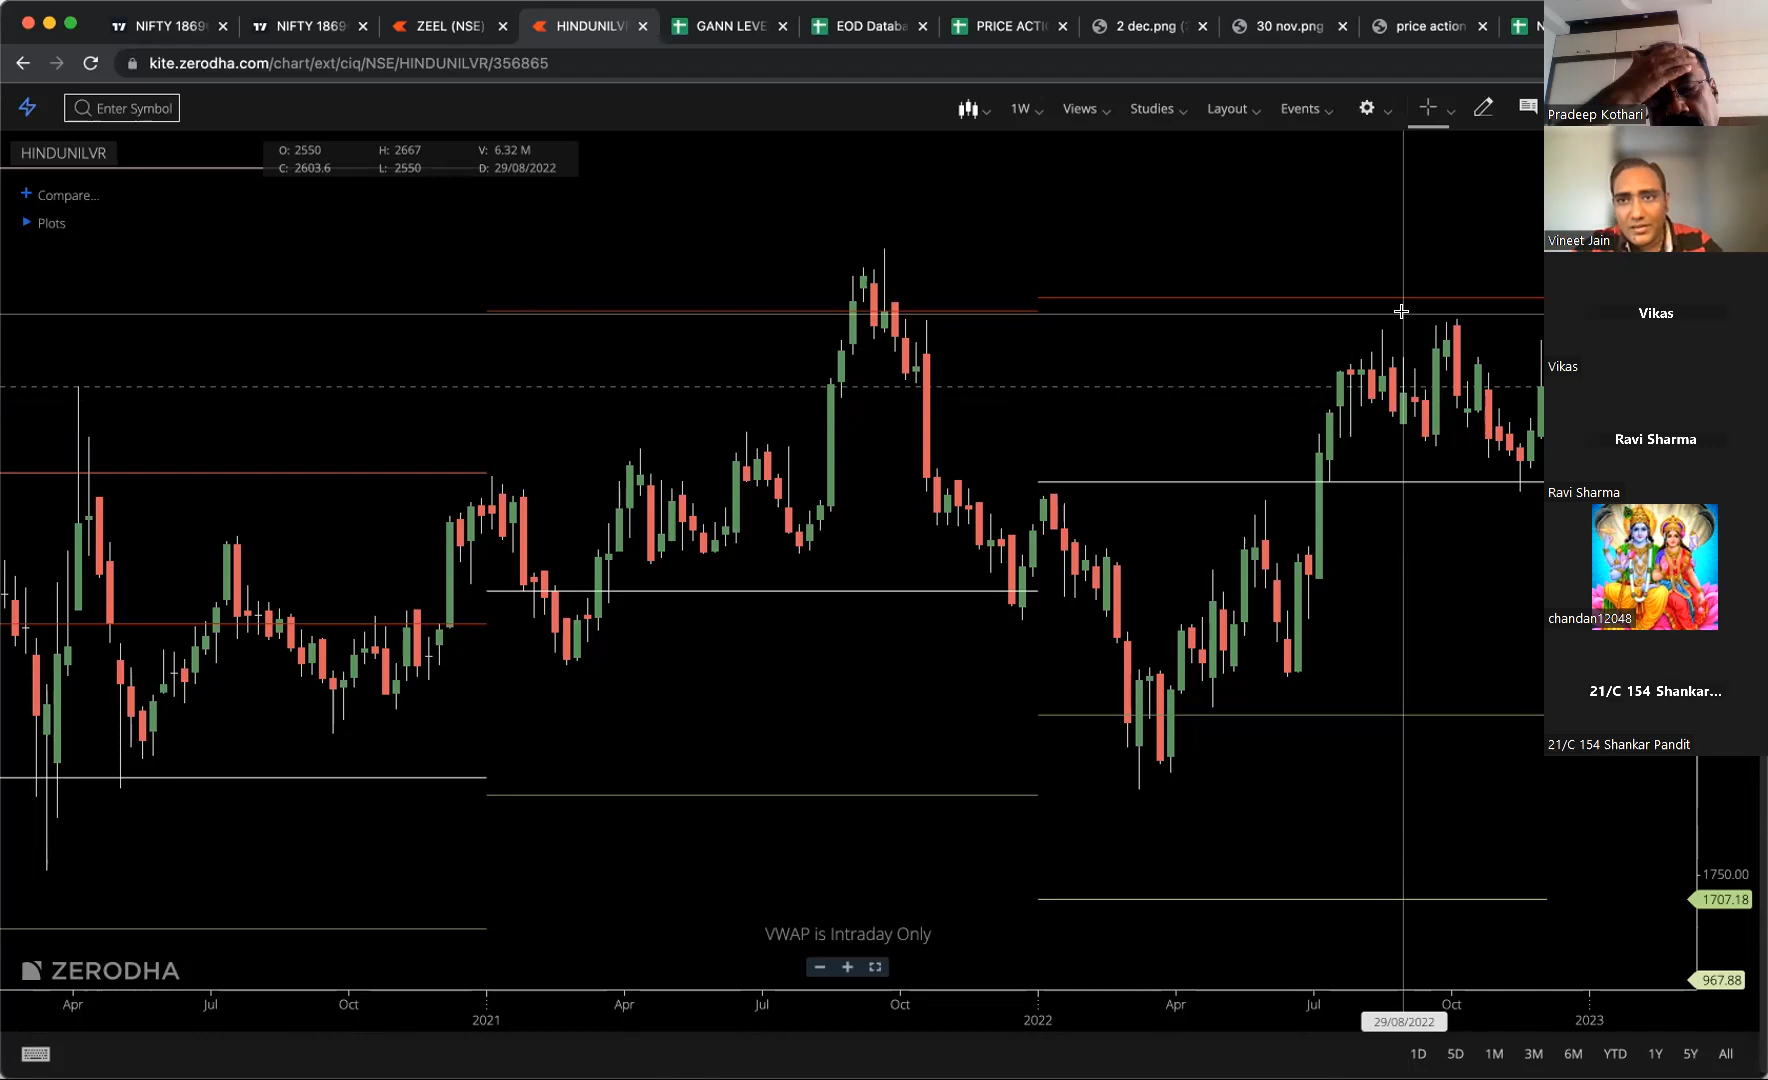 NIFTY 1869
NIFTY 1869
ZEEL (NSE)
HINDUNILVR
GANN LEVE
EOD Databa
PRICE ACTI
2 dec.png (
30 nov.png
price action
N
kite.zerodha.com/chart/ext/ciq/NSE/HINDUNILVR/356865
Enter Symbol
1W
Views
Studies
Layout
Events
HINDUNILVR
O: 2550 H: 2667 V: 6.32 M
C: 2603.6 L: 2550 D: 29/08/2022
+ Compare...
Plots
Pradeep Kothari
Vineet Jain
Vikas
Vikas
Ravi Sharma
Ravi Sharma
chandan12048
21/C 154 Shankar...
21/C 154 Shankar Pandit
1750.00
1707.18
967.88
VWAP is Intraday Only
ZERODHA
Apr Jul Oct 2021 Apr Jul Oct 2022 Apr Jul Oct 2023
29/08/2022
1D 5D 1M 3M 6M YTD 1Y 5Y All